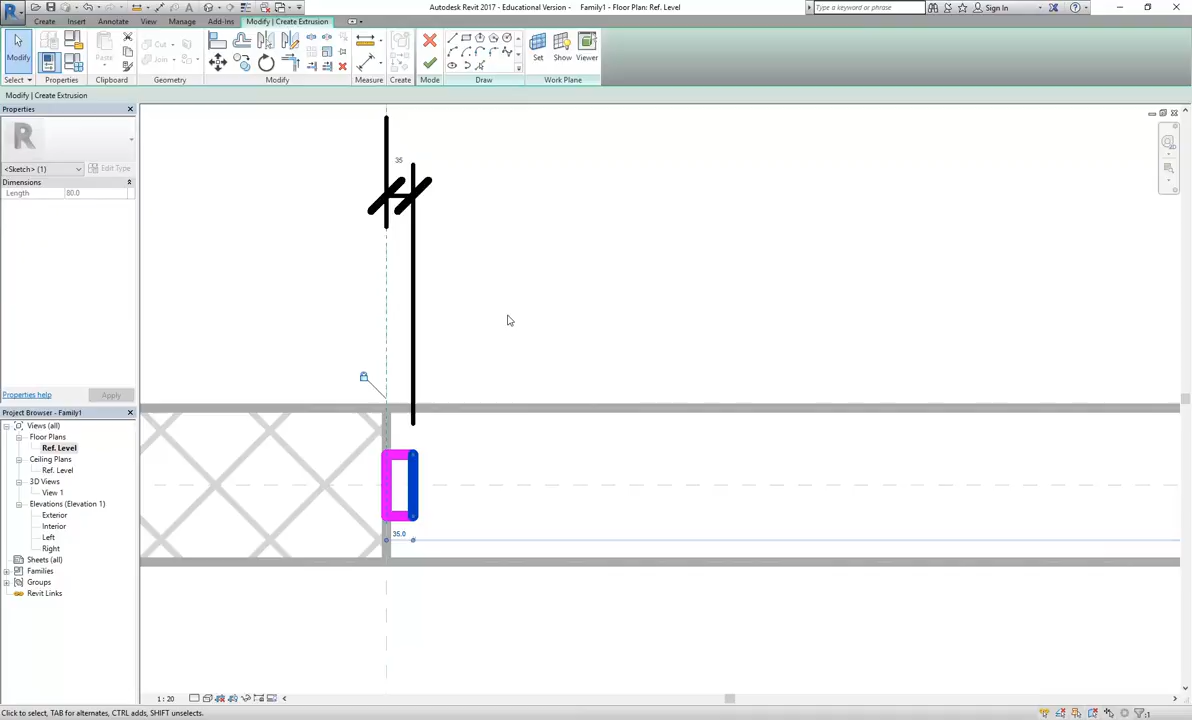 Autodesk Revit 2017 - Educational Version - Family1 - Floor Plan: Ref. Level
Type a keyword or phrase
Sign In
Create Insert Annotate View Manage Add-Ins Modify | Create Extrusion
Cut
Join
Modify
Paste
Set Show Viewer
Select Properties Clipboard Geometry Modify Measure Create Mode Draw Work Plane
Modify | Create Extrusion
Properties
<Sketch> (1)
Edit Type
Dimensions
Length 80.0
35
35.0
Properties help
Apply
Project Browser - Family1
Views (all)
Floor Plans
Ref. Level
Ceiling Plans
Ref. Level
3D Views
View 1
Elevations (Elevation 1)
Exterior
Interior
Left
Right
Sheets (all)
Families
Groups
Revit Links
1 : 20
Click to select, TAB for alternates, CTRL adds, SHIFT unselects.
:1